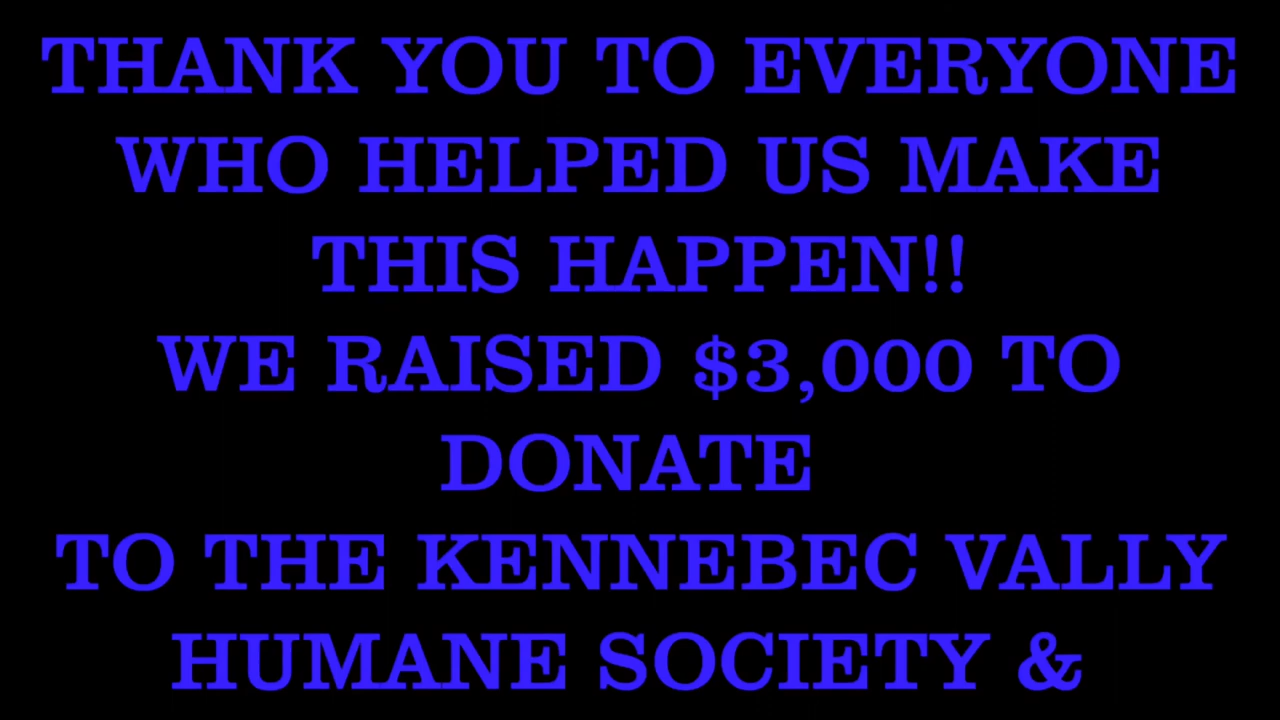 THANK YOU TO EVERYONE
WHO HELPED US MAKE
THIS HAPPEN!!
WE RAISED $3,000 TO
DONATE
TO THE KENNEBEC VALLY
HUMANE SOCIETY &